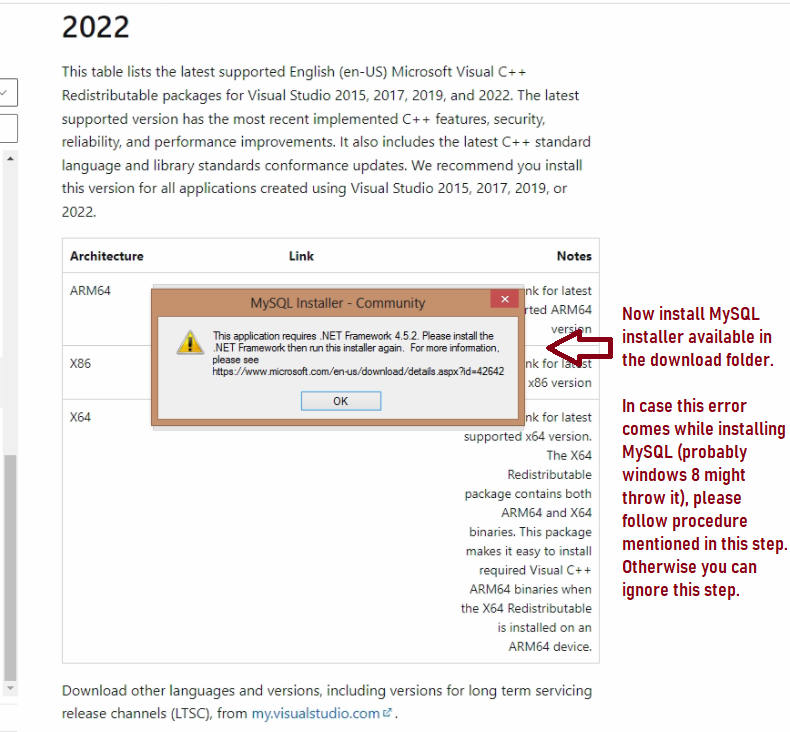 2022
This table lists the latest supported English (en-US) Microsoft Visual C++
Redistributable packages for Visual Studio 2015, 2017, 2019, and 2022. The latest
supported version has the most recent implemented C++ features, security,
reliability, and performance improvements. It also includes the latest C++ standard
language and library standards conformance updates. We recommend you install
this version for all applications created using Visual Studio 2015, 2017, 2019, or
2022.
Architecture Link Notes
ARM64
for latest
ARM64
version
X86
for latest
x86 version
X64
for latest
supported x64 version.
The X64
Redistributable
package contains both
ARM64 and X64
binaries. This package
makes it easy to install
required Visual C++
ARM64 binaries when
the X64 Redistributable
is installed on an
ARM64 device.
MySQL Installer - Community
This application requires .NET Framework 4.5.2. Please install the
.NET Framework then run this installer again. For more information,
please see
https://www.microsoft.com/en-us/download/details.aspx?id=42642
OK
Now install MySQL
installer available in
the download folder.
In case this error
comes while installing
MySQL (probably
windows 8 might
throw it), please
follow procedure
mentioned in this step.
Otherwise you can
ignore this step.
Download other languages and versions, including versions for long term servicing
release channels (LTSC), from my.visualstudio.com .